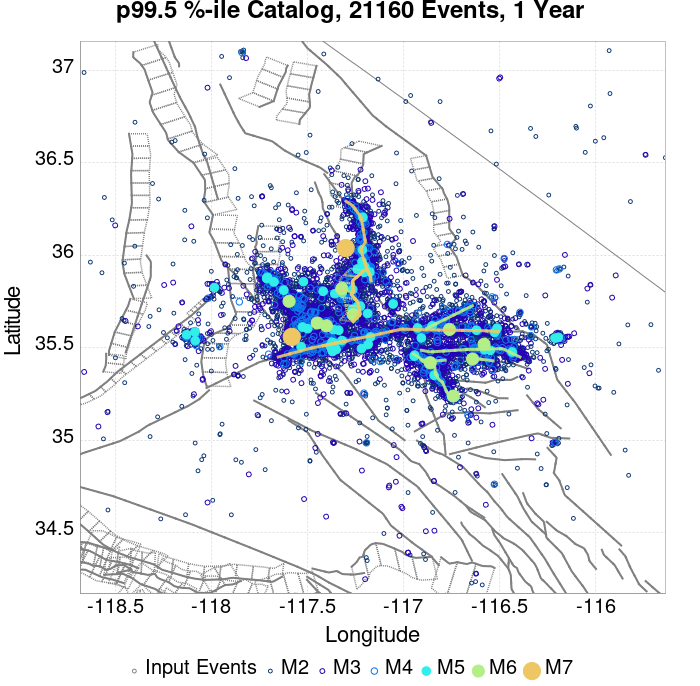 p99.5 %-ile Catalog, 21160 Events, 1 Year
37
36.5
36
35.5
35
34.5
Latitude
-118.5 -118 -117.5 -117 -116.5 -116
Longitude
Input Events M2 M3 M4 M5 M6 M7